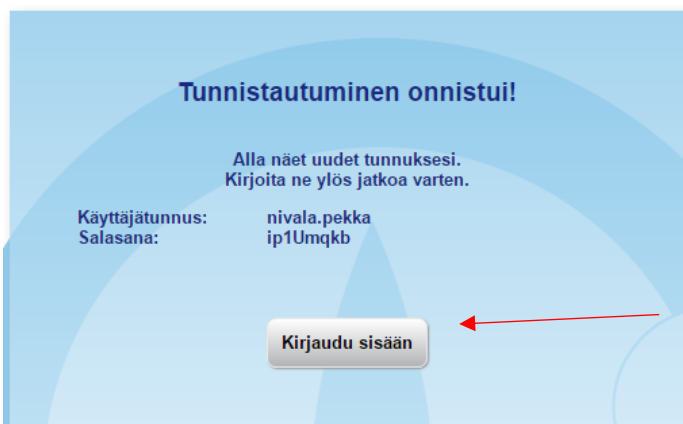 Tunnistautuminen onnistui!
Alla näet uudet tunnuksesi.
Kirjoita ne ylös jatkoa varten.
Käyttäjätunnus: nivala.pekka
Salasana: ip1Umqkb
Kirjaudu sisään